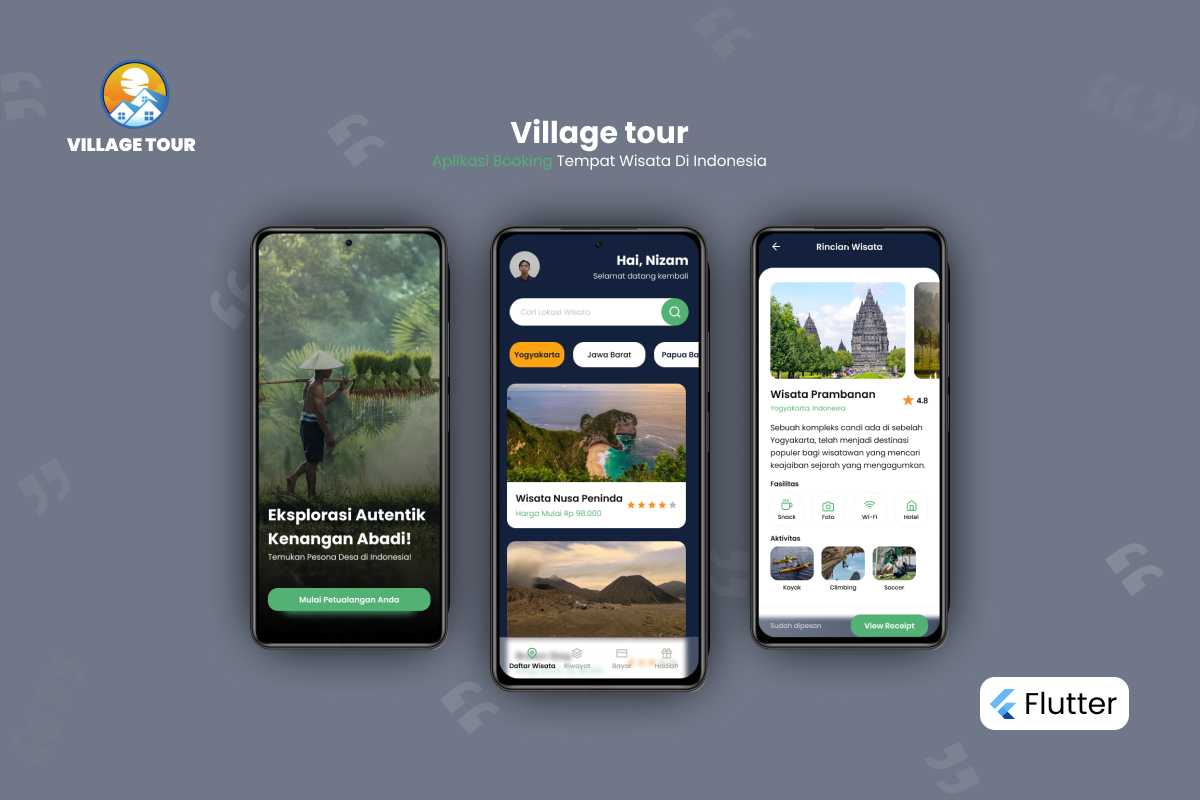 VILLAGE TOUR
Village tour
Aplikasi Booking Tempat Wisata Di Indonesia
Eksplorasi Autentik
Kenangan Abadi!
Temukan Pesona Desa di Indonesia!
Mulai Petualangan Anda
Hai, Nizam
Selamat datang kembali
Cari Lokasi Wisata
Yogyakarta
Jawa Barat
Papua Ba
Wisata Nusa Peninda
Harga Mulai Rp 98.000
Daftar Wisata
Riwayat
Bayar
Hadiah
Rincian Wisata
Wisata Prambanan
4.8
Yogyakarta, Indonesia
Sebuah kompleks candi ada di sebelah
Yogyakarta, telah menjadi destinasi
populer bagi wisatawan yang mencari
keajaiban sejarah yang mengagumkan.
Fasilitas
Snack
Foto
Wi-Fi
Hotel
Aktivitas
Kayak
Climbing
Soccer
Sudah dipesan
View Receipt
Flutter